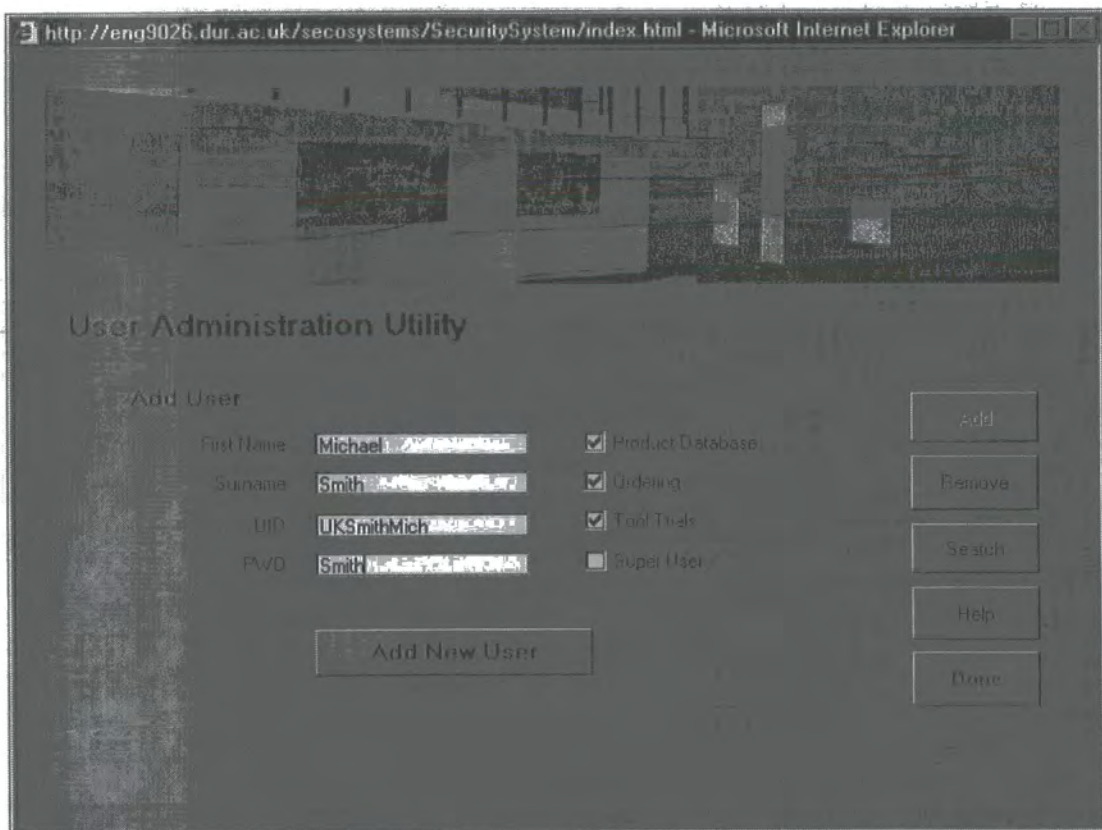 http://eng9026.dur.ac.uk/secosystems/SecuritySystem/index.html - Microsoft Internet Explorer
User Administration Utility
Add User
First Name Michael Product Database Add
Surname Smith Ordering Remove
UID UKSmithMich Tool Trials Search
PWD Smith Super User Help
Add New User Done